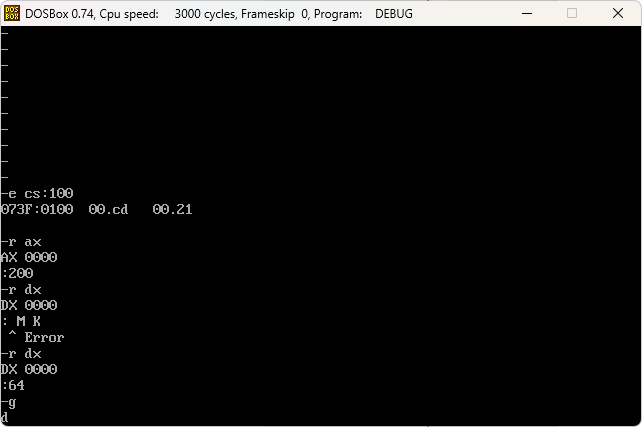 DOSBox 0.74, Cpu speed: 3000 cycles, Frameskip 0, Program: DEBUG
-
-
-
-
-
-
-
-
-
-
-e cs:100
073F:0100 00.cd 00.21
-r ax
AX 0000
:200
-r dx
DX 0000
: M K
^ Error
-r dx
DX 0000
:64
-g
d